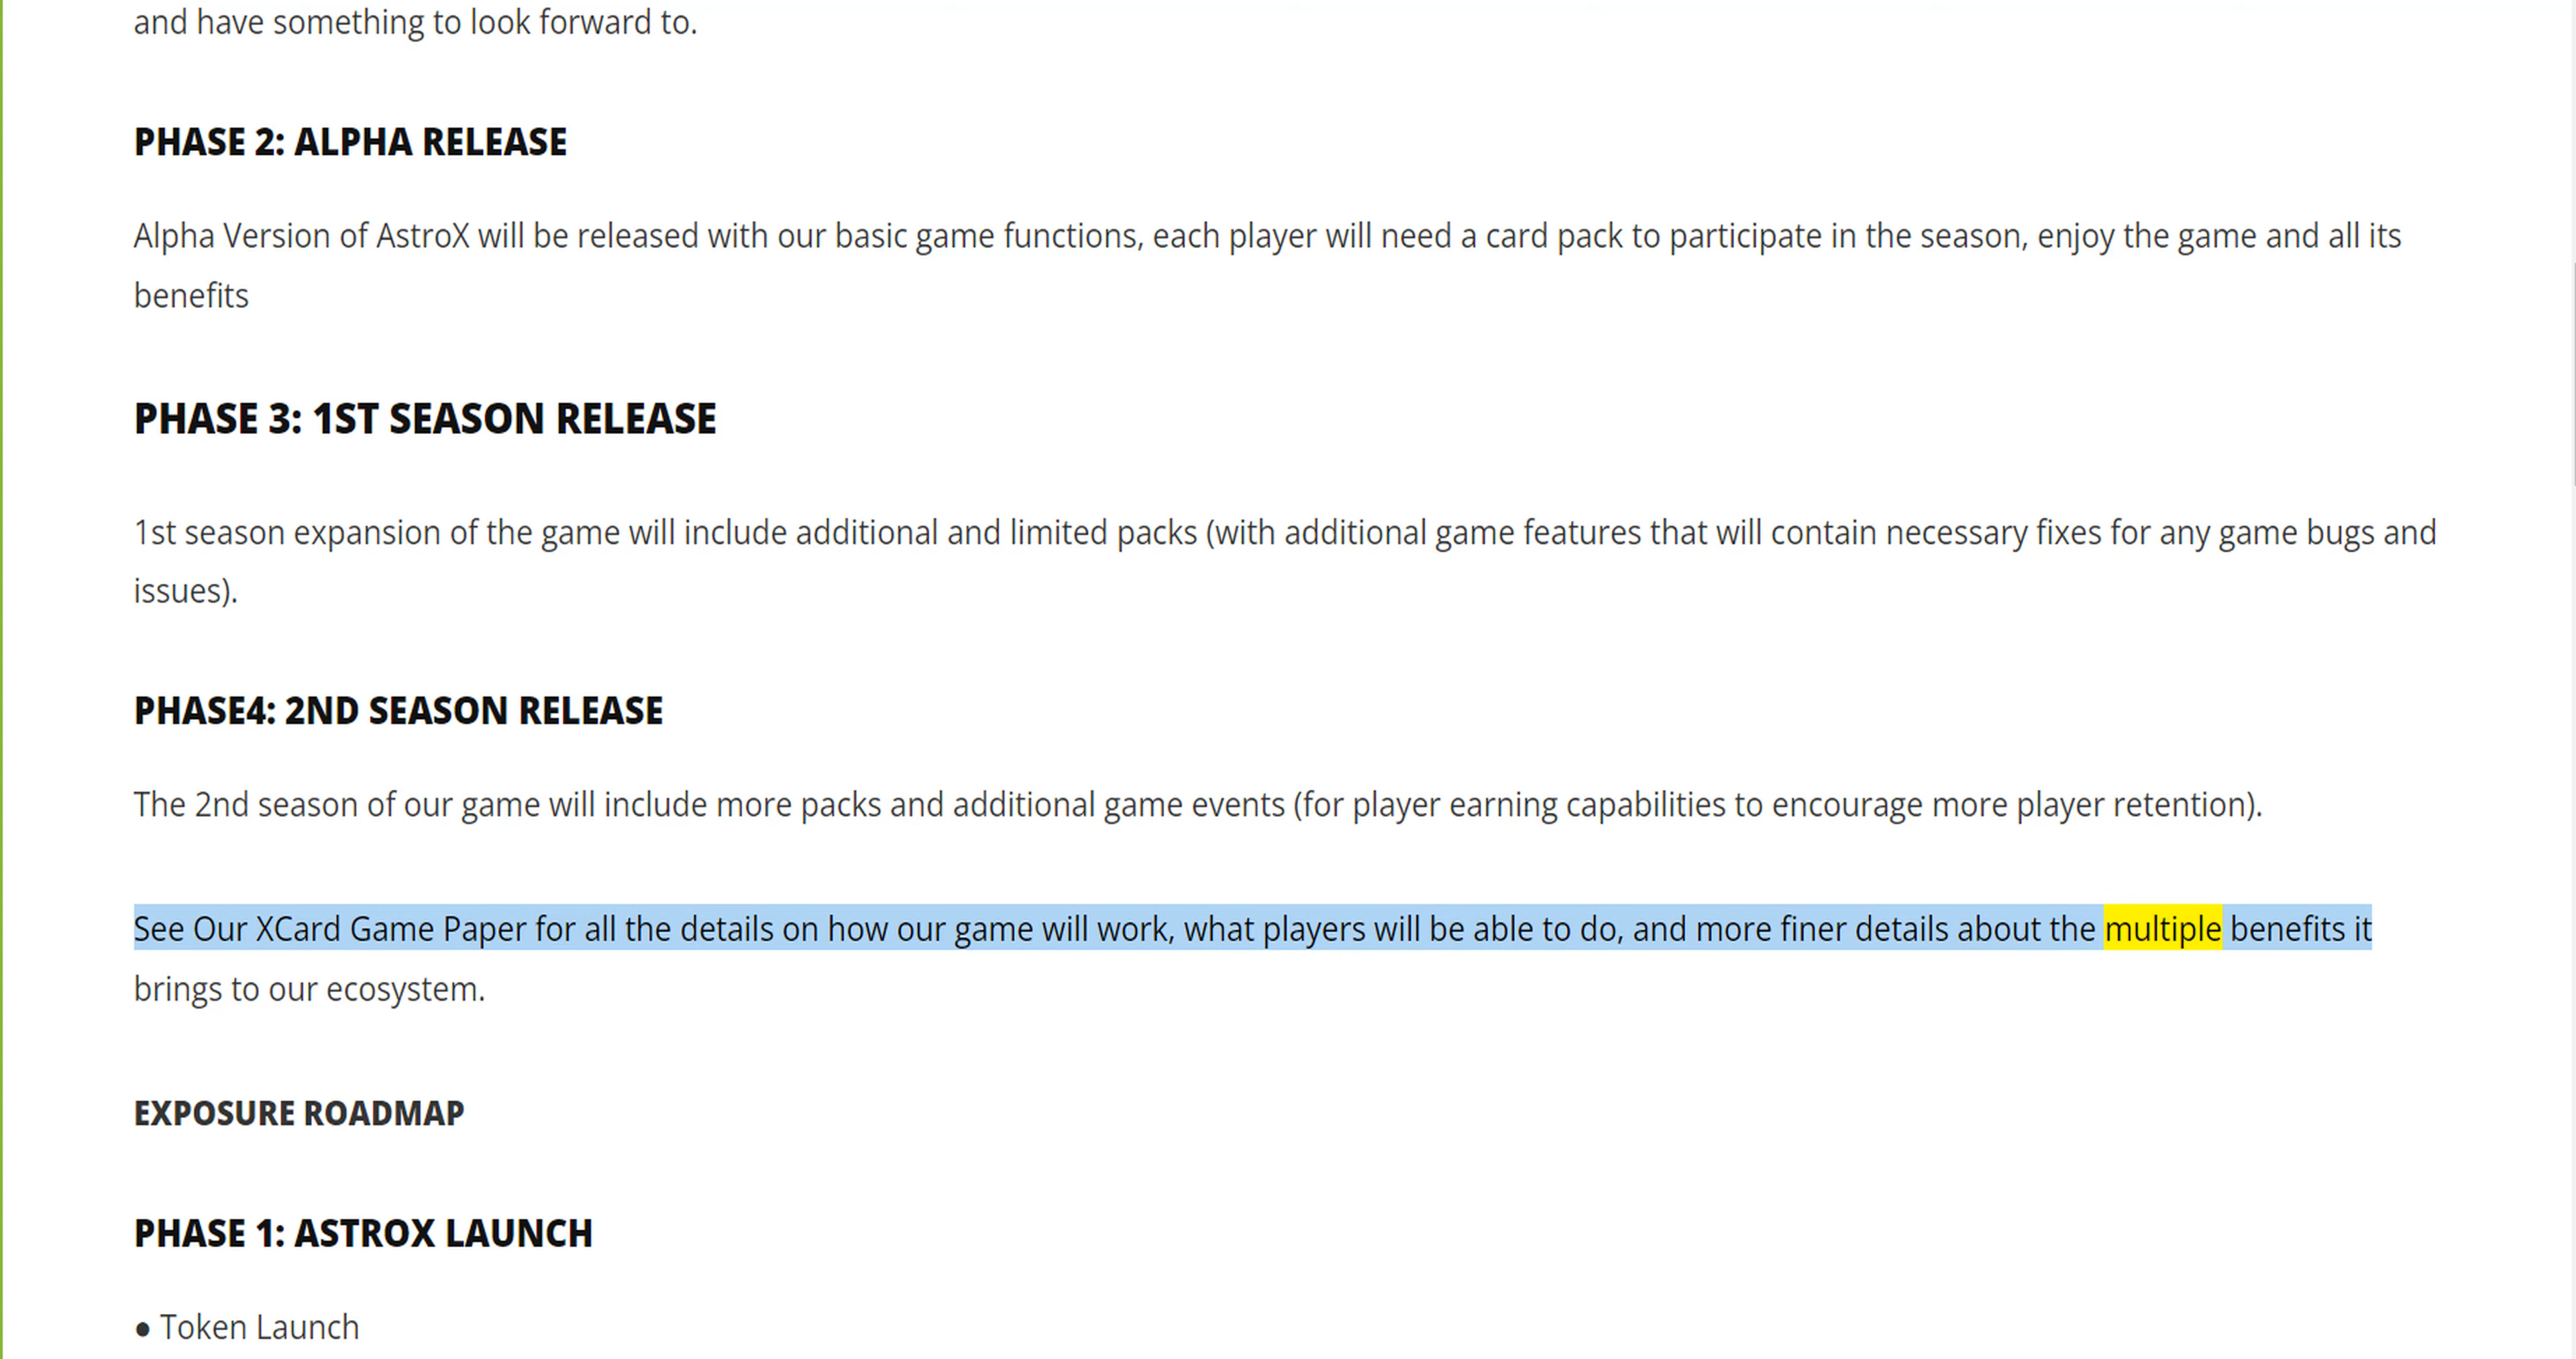 and have something to look forward to.
PHASE 2: ALPHA RELEASE
Alpha Version of AstroX will be released with our basic game functions, each player will need a card pack to participate in the season, enjoy the game and all its
benefits
PHASE 3: 1ST SEASON RELEASE
1st season expansion of the game will include additional and limited packs (with additional game features that will contain necessary fixes for any game bugs and
issues).
PHASE4: 2ND SEASON RELEASE
The 2nd season of our game will include more packs and additional game events (for player earning capabilities to encourage more player retention).
See Our XCard Game Paper for all the details on how our game will work, what players will be able to do, and more finer details about the multiple benefits it
brings to our ecosystem.
EXPOSURE ROADMAP
PHASE 1: ASTROX LAUNCH
● Token Launch